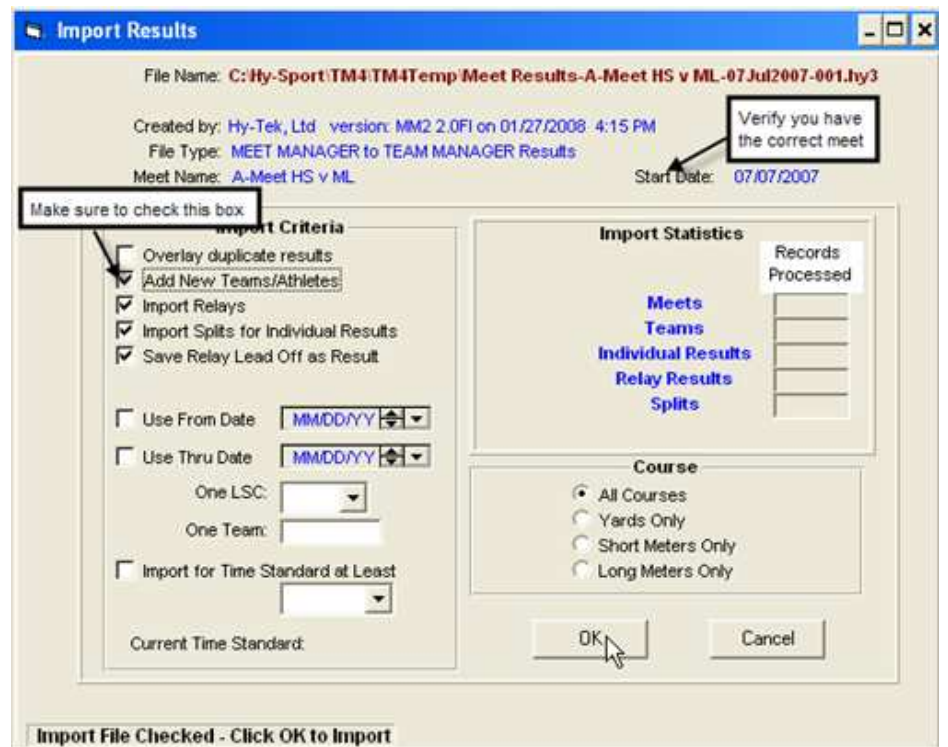 Import Results
File Name: C:\Hy-Sport\TM4\TM4Temp\Meet Results-A-Meet HS v ML-07Jul2007-001.hy3
Created by: Hy-Tek, Ltd version: MM2 2.0FI on 01/27/2008 4:15 PM
Verify you have
the correct meet
File Type: MEET MANAGER to TEAM MANAGER Results
Meet Name: A-Meet HS v ML
Start Date: 07/07/2007
Make sure to check this box
Import Criteria
Overlay duplicate results
Add New Teams/Athletes
Import Relays
Import Splits for Individual Results
Save Relay Lead Off as Result
Use From Date MM/DD/YY
Use Thru Date MM/DD/YY
One LSC:
One Team:
Import for Time Standard at Least
Current Time Standard:
Import Statistics
Records
Processed
Meets
Teams
Individual Results
Relay Results
Splits
Course
All Courses
Yards Only
Short Meters Only
Long Meters Only
OK
Cancel
Import File Checked - Click OK to Import